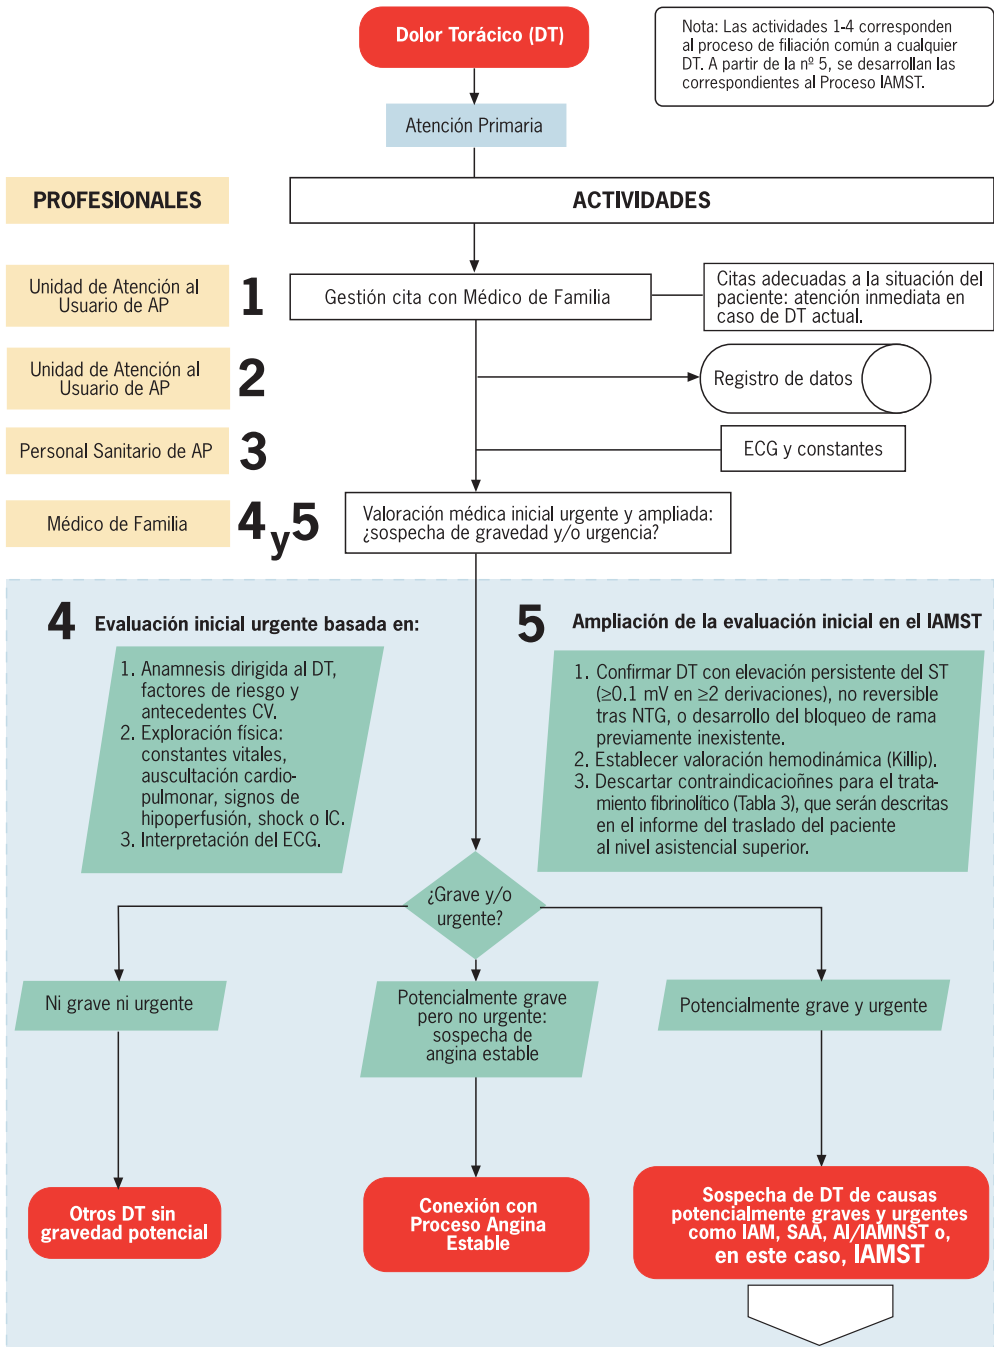 Dolor Torácico (DT)
Nota: Las actividades 1-4 corresponden
al proceso de filiación común a cualquier
DT. A partir de la nº 5, se desarrollan las
correspondientes al Proceso IAMST.
Atención Primaria
PROFESIONALES
ACTIVIDADES
Unidad de Atención al
Usuario de AP
1
Gestión cita con Médico de Familia
Citas adecuadas a la situación del
paciente: atención inmediata en
caso de DT actual.
Unidad de Atención al
Usuario de AP
2
Registro de datos
Personal Sanitario de AP
3
ECG y constantes
Médico de Familia
4 y 5
Valoración médica inicial urgente y ampliada:
¿sospecha de gravedad y/o urgencia?
4 Evaluación inicial urgente basada en:
1. Anamnesis dirigida al DT,
factores de riesgo y
antecedentes CV.
2. Exploración física:
constantes vitales,
auscultación cardio-
pulmonar, signos de
hipoperfusión, shock o IC.
3. Interpretación del ECG.
5 Ampliación de la evaluación inicial en el IAMST
1. Confirmar DT con elevación persistente del ST
(≥0.1 mV en ≥2 derivaciones), no reversible
tras NTG, o desarrollo del bloqueo de rama
previamente inexistente.
2. Establecer valoración hemodinámica (Killip).
3. Descartar contraindicacioñnes para el trata-
miento fibrinolítico (Tabla 3), que serán descritas
en el informe del traslado del paciente
al nivel asistencial superior.
¿Grave y/o
urgente?
Ni grave ni urgente
Potencialmente grave
pero no urgente:
sospecha de
angina estable
Potencialmente grave y urgente
Otros DT sin
gravedad potencial
Conexión con
Proceso Angina
Estable
Sospecha de DT de causas
potencialmente graves y urgentes
como IAM, SAA, AI/IAMNST o,
en este caso, IAMST